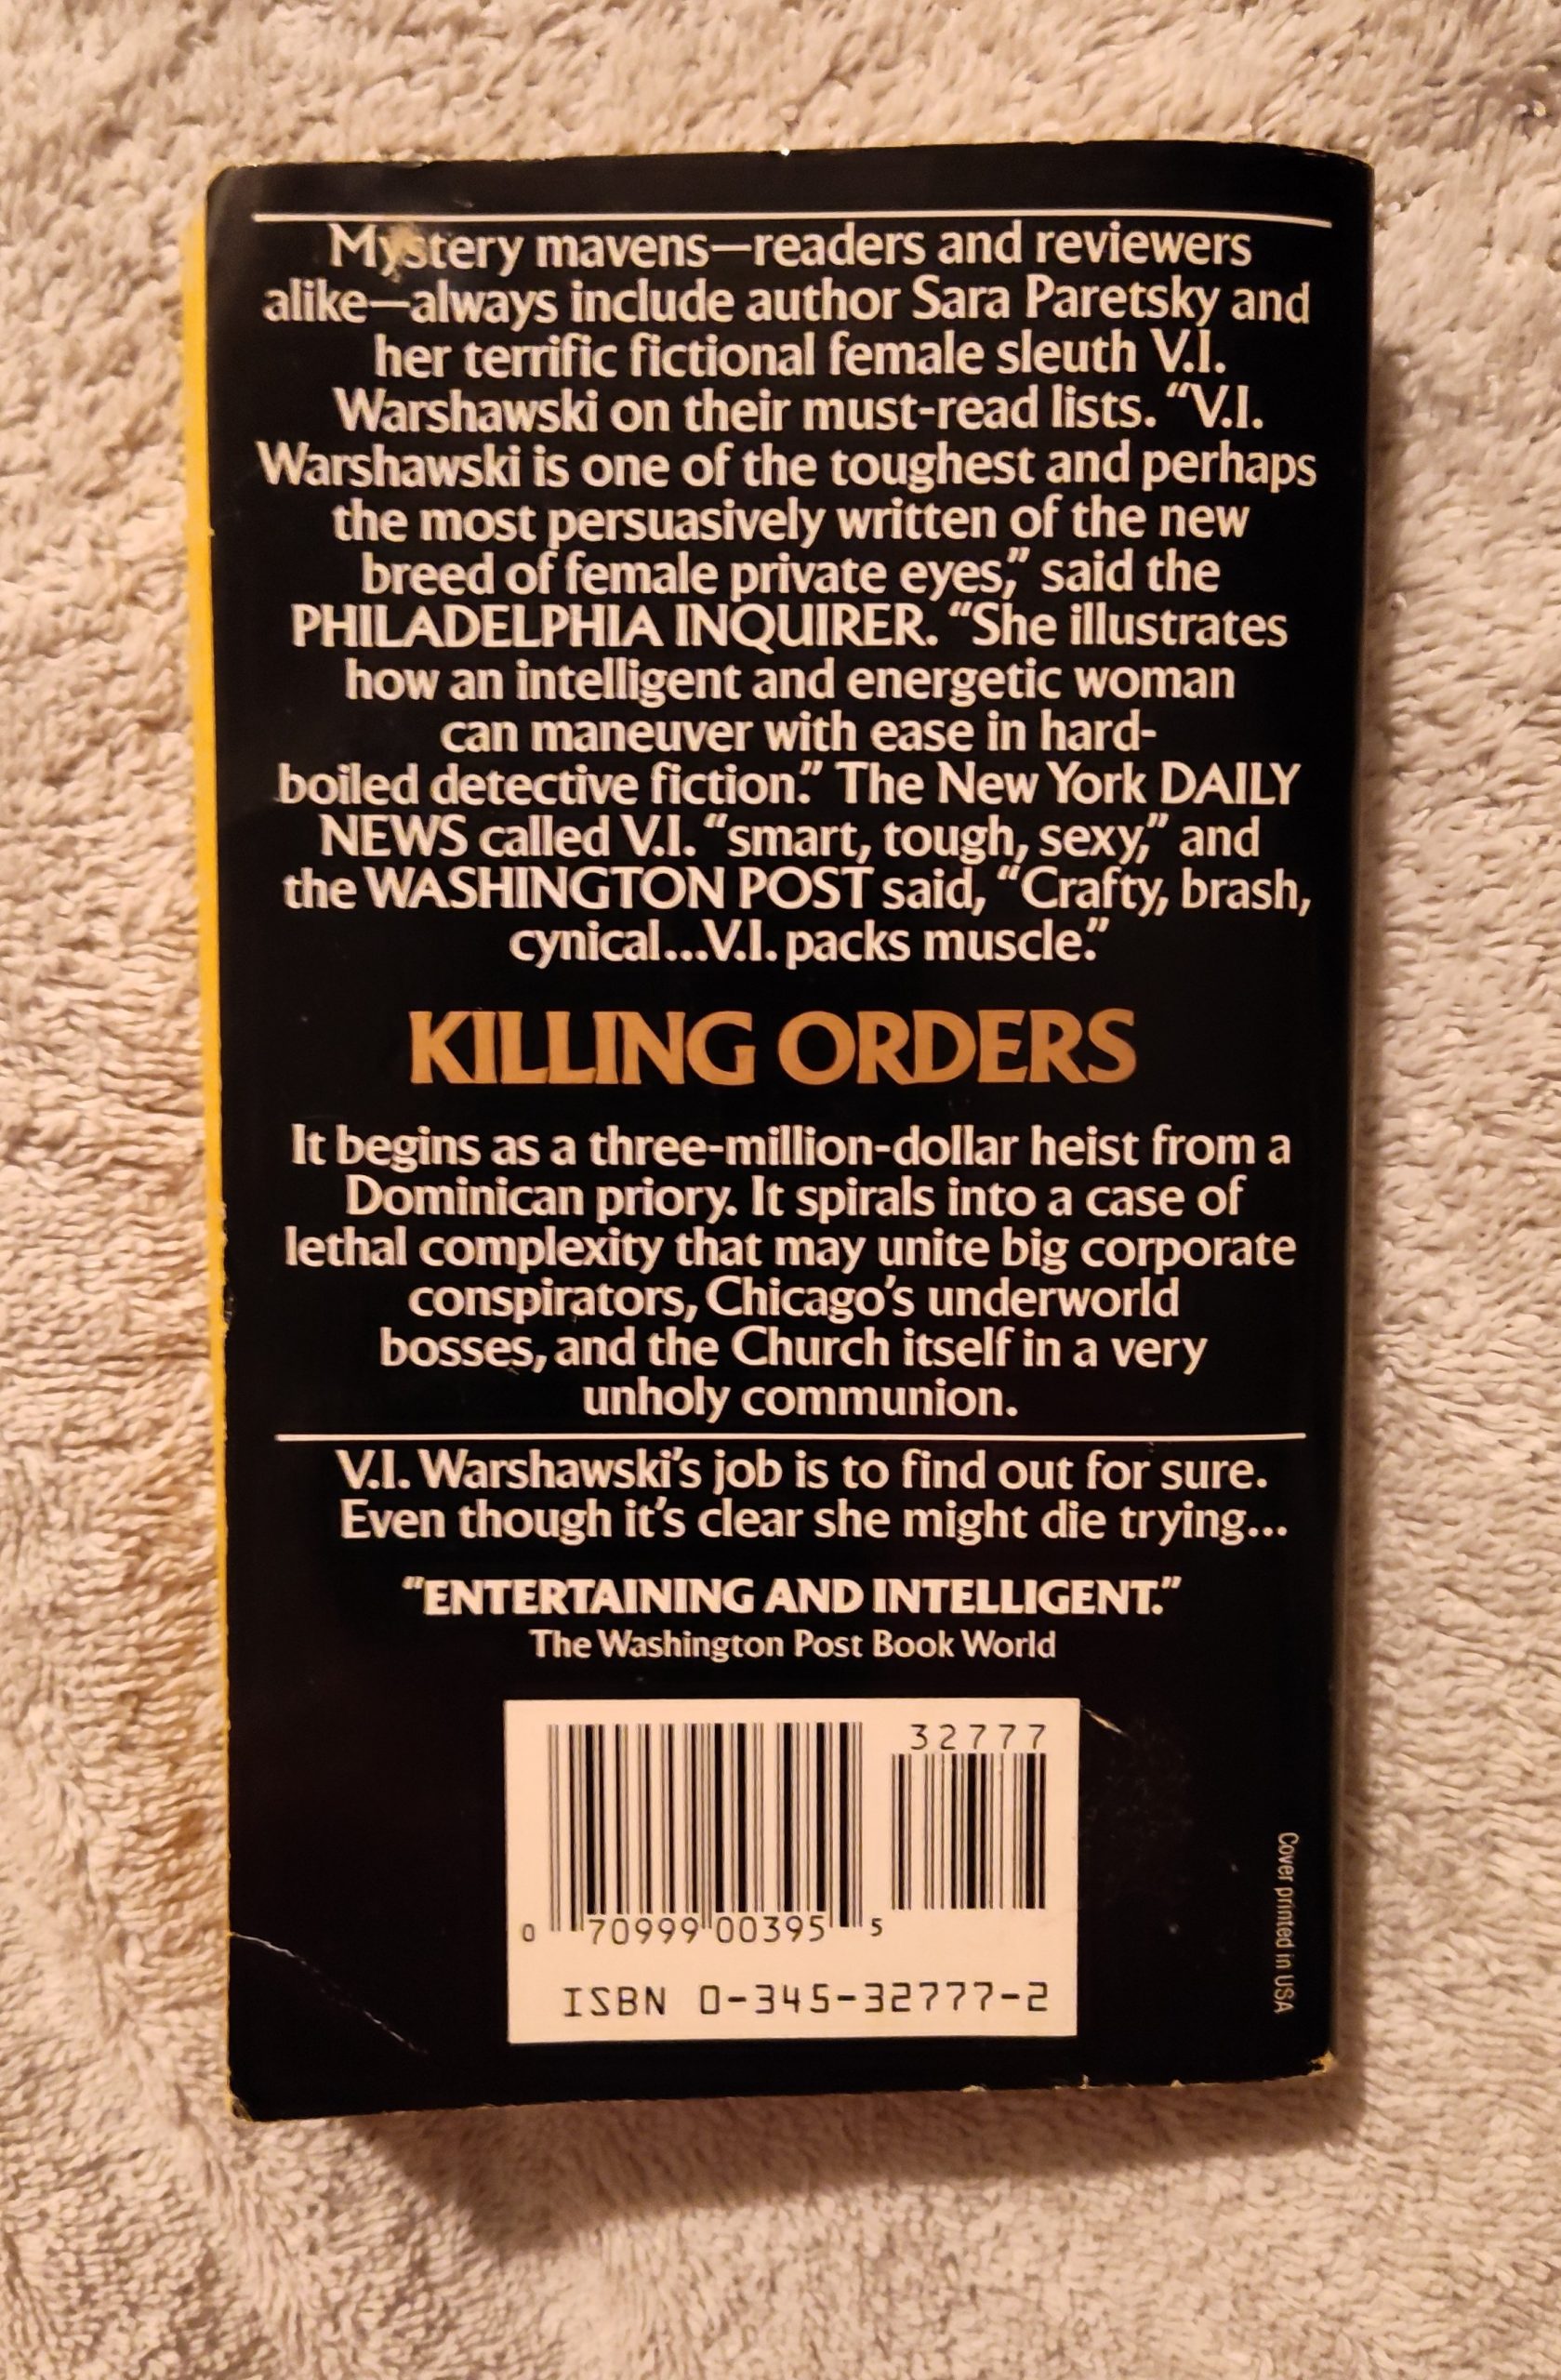 Mystery mavens—readers and reviewers
alike—always include author Sara Paretsky and
her terrific fictional female sleuth V.I.
Warshawski on their must-read lists. “V.I.
Warshawski is one of the toughest and perhaps
the most persuasively written of the new
breed of female private eyes,” said the
PHILADELPHIA INQUIRER. “She illustrates
how an intelligent and energetic woman
can maneuver with ease in hard-
boiled detective fiction.” The New York DAILY
NEWS called V.I. “smart, tough, sexy,” and
the WASHINGTON POST said, “Crafty, brash,
cynical...V.I. packs muscle.”
KILLING ORDERS
It begins as a three-million-dollar heist from a
Dominican priory. It spirals into a case of
lethal complexity that may unite big corporate
conspirators, Chicago’s underworld
bosses, and the Church itself in a very
unholy communion.
V.I. Warshawski’s job is to find out for sure.
Even though it’s clear she might die trying...
“ENTERTAINING AND INTELLIGENT.”
The Washington Post Book World
32777
0 70999 00395 5
ISBN 0-345-32777-2
Cover printed in USA